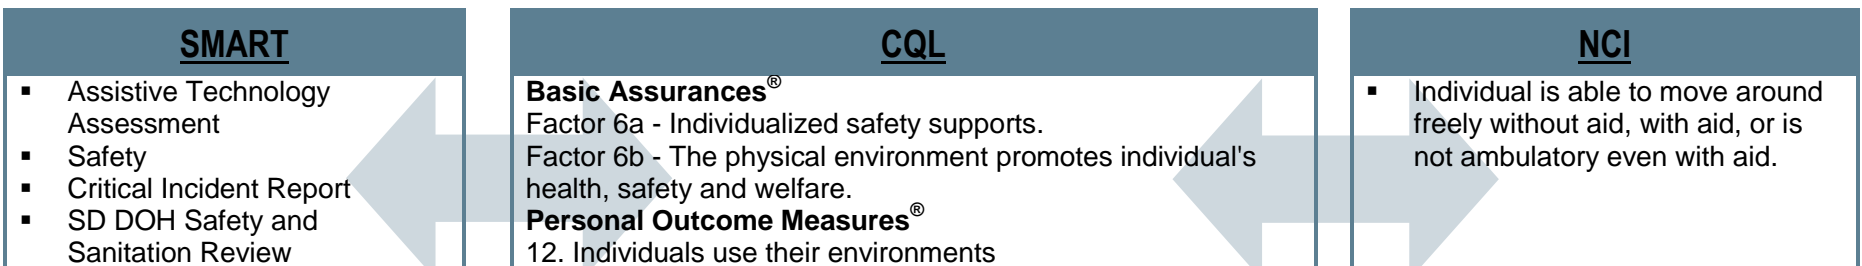 SMART
▪ Assistive Technology
Assessment
▪ Safety
▪ Critical Incident Report
▪ SD DOH Safety and
Sanitation Review
CQL
Basic Assurances®
Factor 6a - Individualized safety supports.
Factor 6b - The physical environment promotes individual's
health, safety and welfare.
Personal Outcome Measures®
12. Individuals use their environments
NCI
▪ Individual is able to move around
freely without aid, with aid, or is
not ambulatory even with aid.